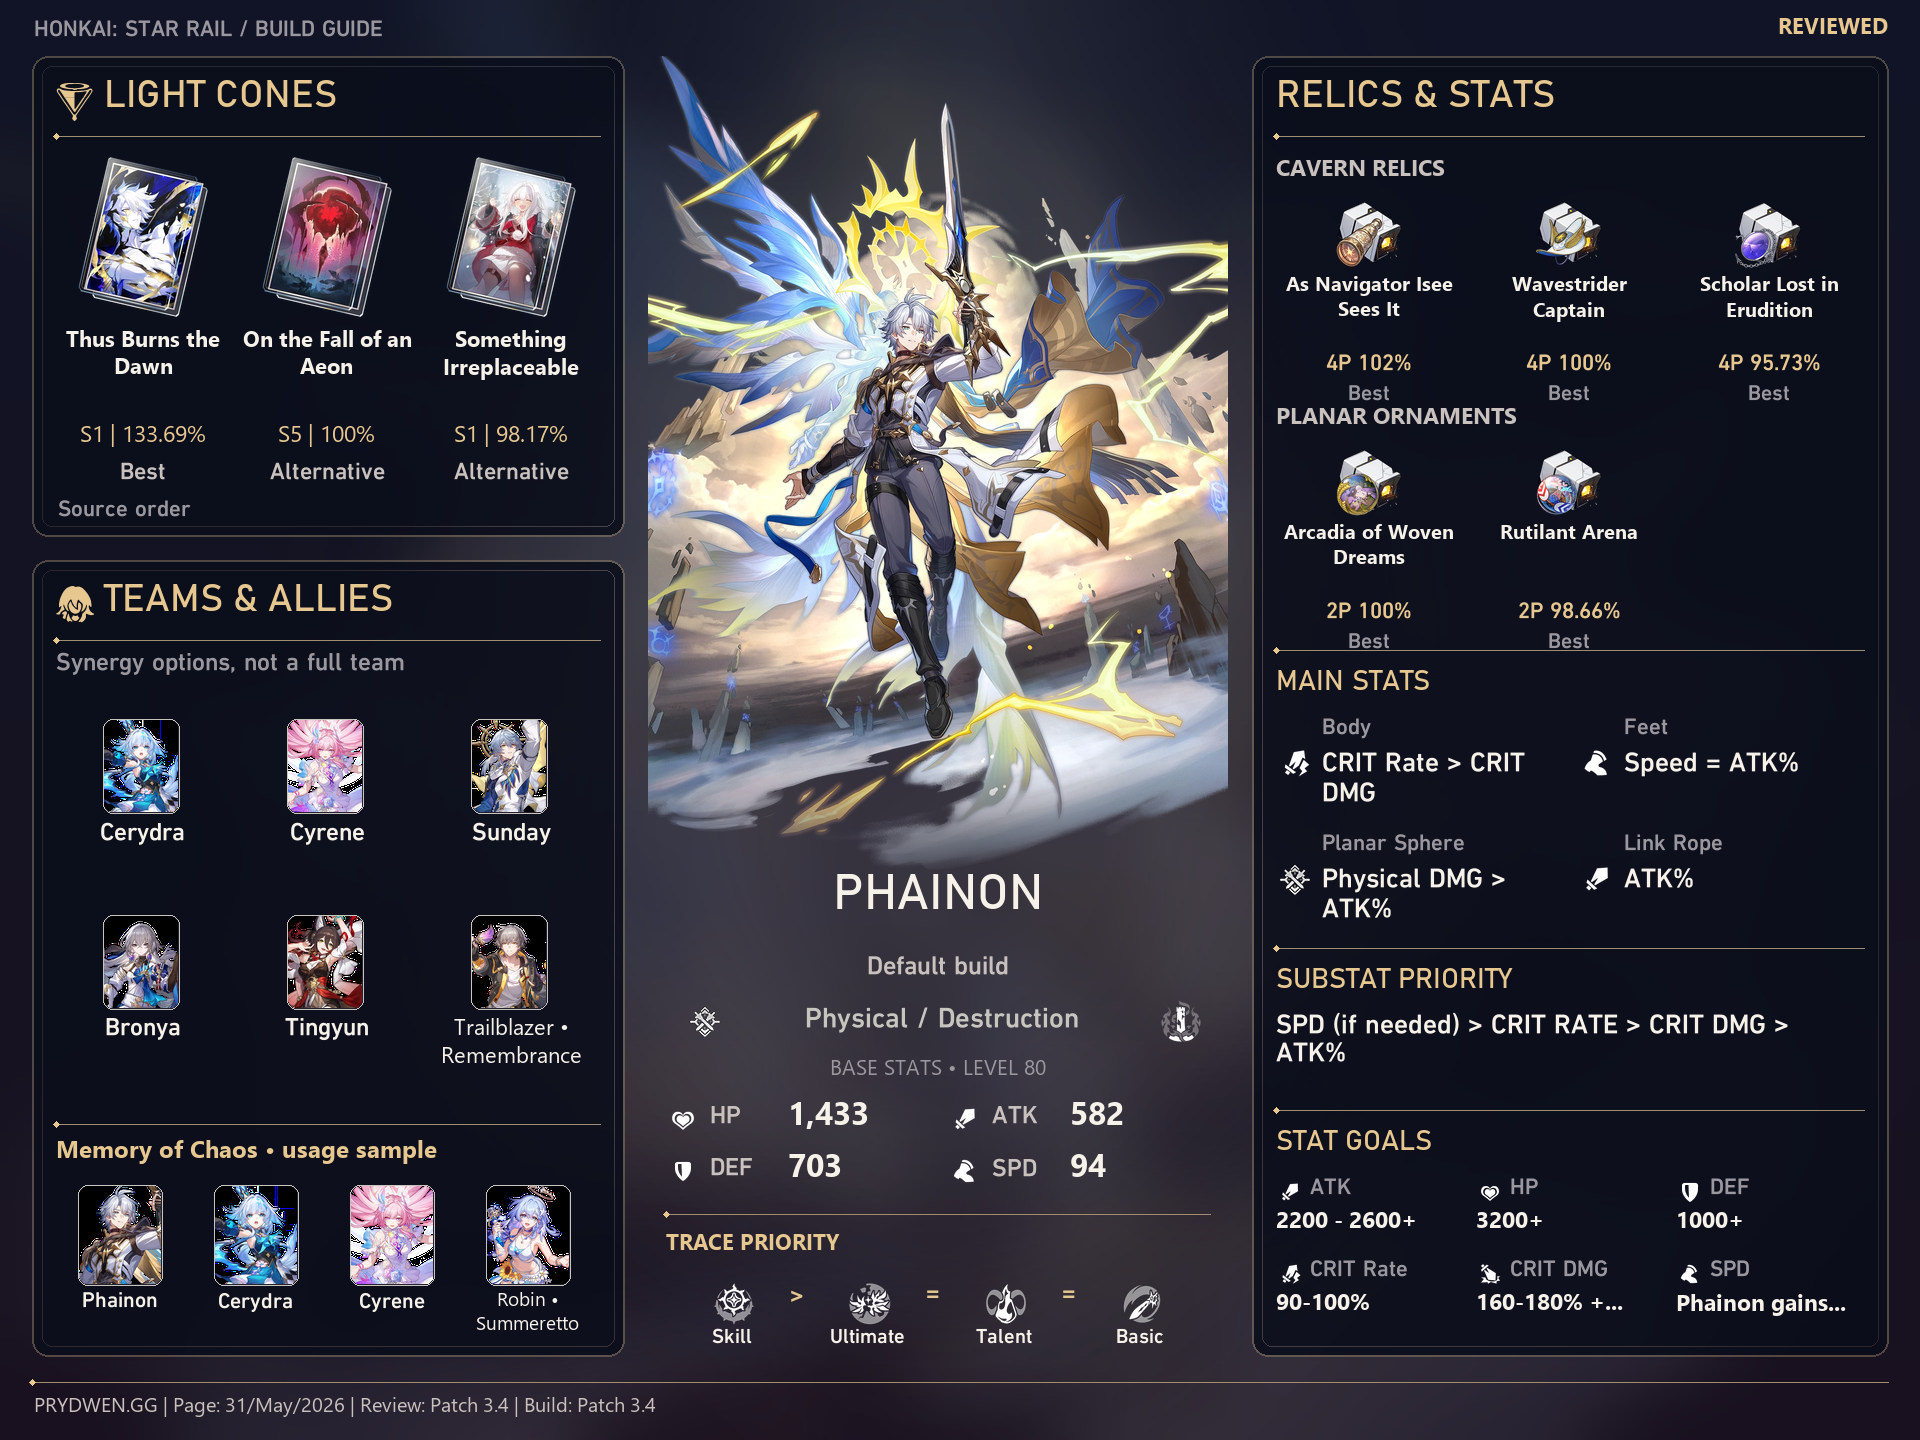 HONKAI: STAR RAIL / BUILD GUIDE
REVIEWED
LIGHT CONES
Thus Burns the
Dawn
S1 | 133.69%
Best
On the Fall of an
Aeon
S5 | 100%
Alternative
Something
Irreplaceable
S1 | 98.17%
Alternative
Source order
TEAMS & ALLIES
Synergy options, not a full team
Cerydra
Cyrene
Sunday
Bronya
Tingyun
Trailblazer •
Remembrance
Memory of Chaos • usage sample
Phainon
Cerydra
Cyrene
Robin •
Summeretto
PHAINON
Default build
Physical / Destruction
BASE STATS • LEVEL 80
HP 1,433
ATK 582
DEF 703
SPD 94
TRACE PRIORITY
> = =
Skill Ultimate Talent Basic
RELICS & STATS
CAVERN RELICS
As Navigator Isee
Sees It
4P 102%
Best
Wavestrider
Captain
4P 100%
Best
Scholar Lost in
Erudition
4P 95.73%
Best
PLANAR ORNAMENTS
Arcadia of Woven
Dreams
2P 100%
Best
Rutilant Arena
2P 98.66%
Best
MAIN STATS
Body
CRIT Rate > CRIT
DMG
Feet
Speed = ATK%
Planar Sphere
Physical DMG >
ATK%
Link Rope
ATK%
SUBSTAT PRIORITY
SPD (if needed) > CRIT RATE > CRIT DMG >
ATK%
STAT GOALS
ATK
2200 - 2600+
HP
3200+
DEF
1000+
CRIT Rate
90-100%
CRIT DMG
160-180% +...
SPD
Phainon gains...
PRYDWEN.GG | Page: 31/May/2026 | Review: Patch 3.4 | Build: Patch 3.4